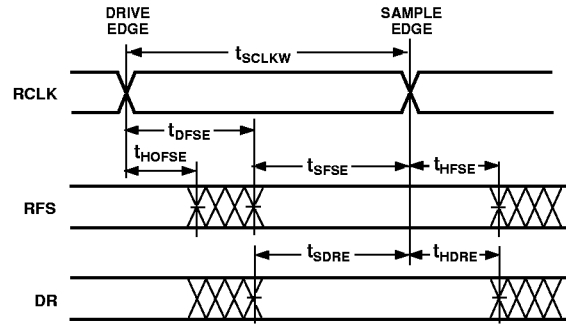 DRIVE EDGE
SAMPLE EDGE
tSCLKW
RCLK
tDFSE
tHOFSE
tSFSE
tHFSE
RFS
tSDRE
tHDRE
DR